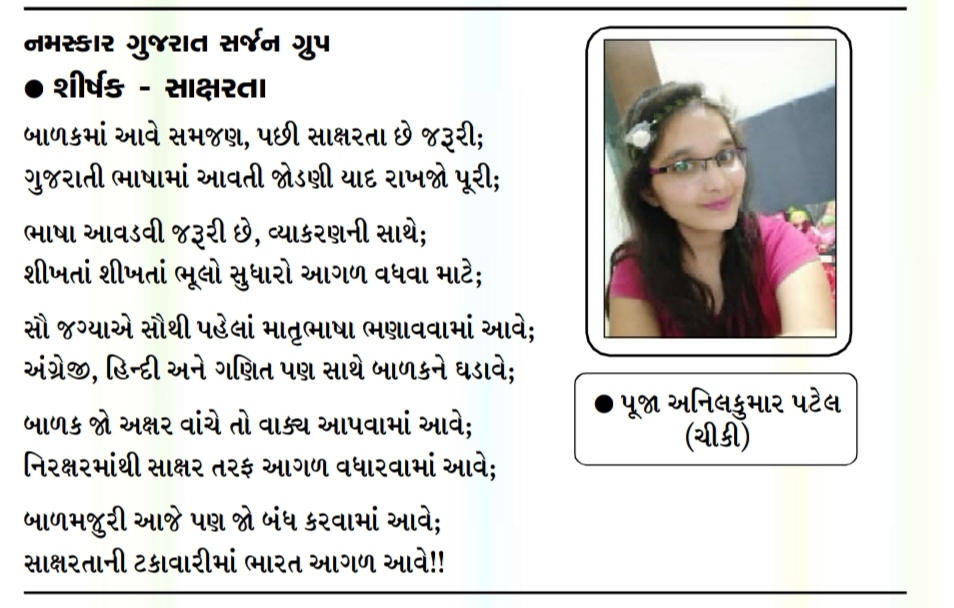 નમસ્કાર ગુજરાત સર્જન ગ્રુપ
● શીર્ષક - સાક્ષરતા
બાળકમાં આવે સમજણ, પછી સાક્ષરતા છે જરૂરી;
ગુજરાતી ભાષામાં આવતી જોડણી યાદ રાખજો પૂરી;
ભાષા આવડવી જરૂરી છે, વ્યાકરણની સાથે;
શીખતાં શીખતાં ભૂલો સુધારો આગળ વધવા માટે;
સૌ જગ્યાએ સૌથી પહેલાં માતૃભાષા ભણાવવામાં આવે;
અંગ્રેજી, હિન્દી અને ગણિત પણ સાથે બાળકને ઘડાવે;
બાળક જો અક્ષર વાંચે તો વાક્ય આપવામાં આવે;
નિરક્ષરમાંથી સાક્ષર તરફ આગળ વધારવામાં આવે;
બાળમજુરી આજે પણ જો બંધ કરવામાં આવે;
સાક્ષરતાની ટકાવારીમાં ભારત આગળ આવે!!
● પૂજા અનિલકુમાર પટેલ
(ચીકી)